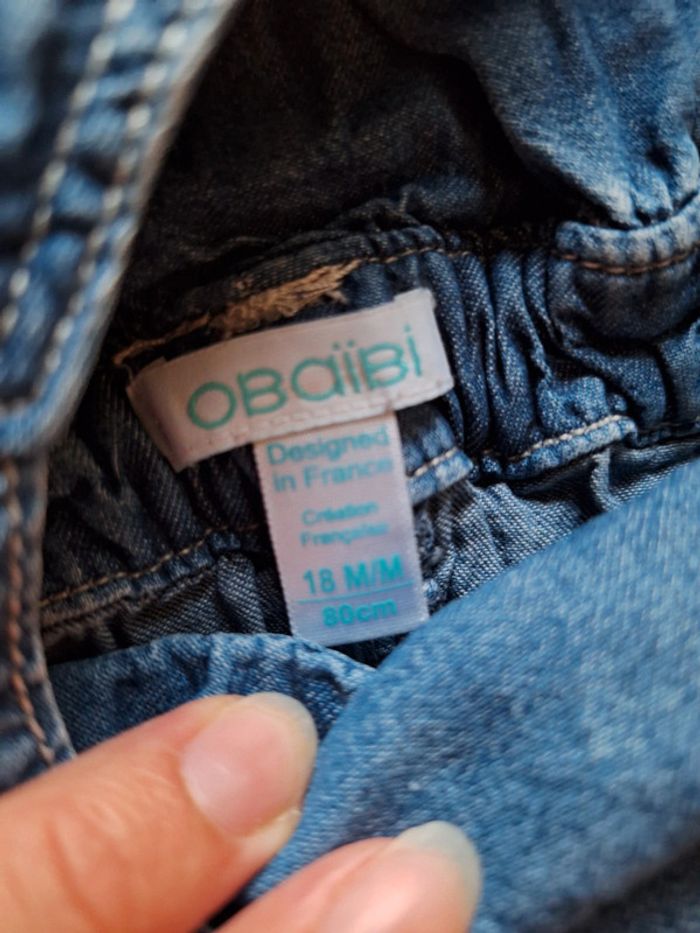 OBaïBi
Designed
in France
Création
Française
18 M/M
80cm